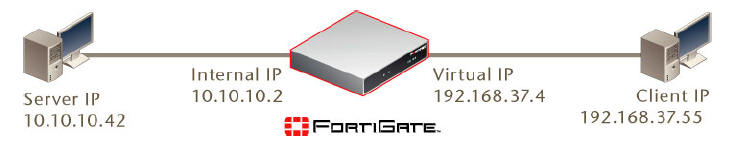 Server IP
10.10.10.42
Internal IP
10.10.10.2
Virtual IP
192.168.37.4
Client IP
192.168.37.55
FORTIGATE™